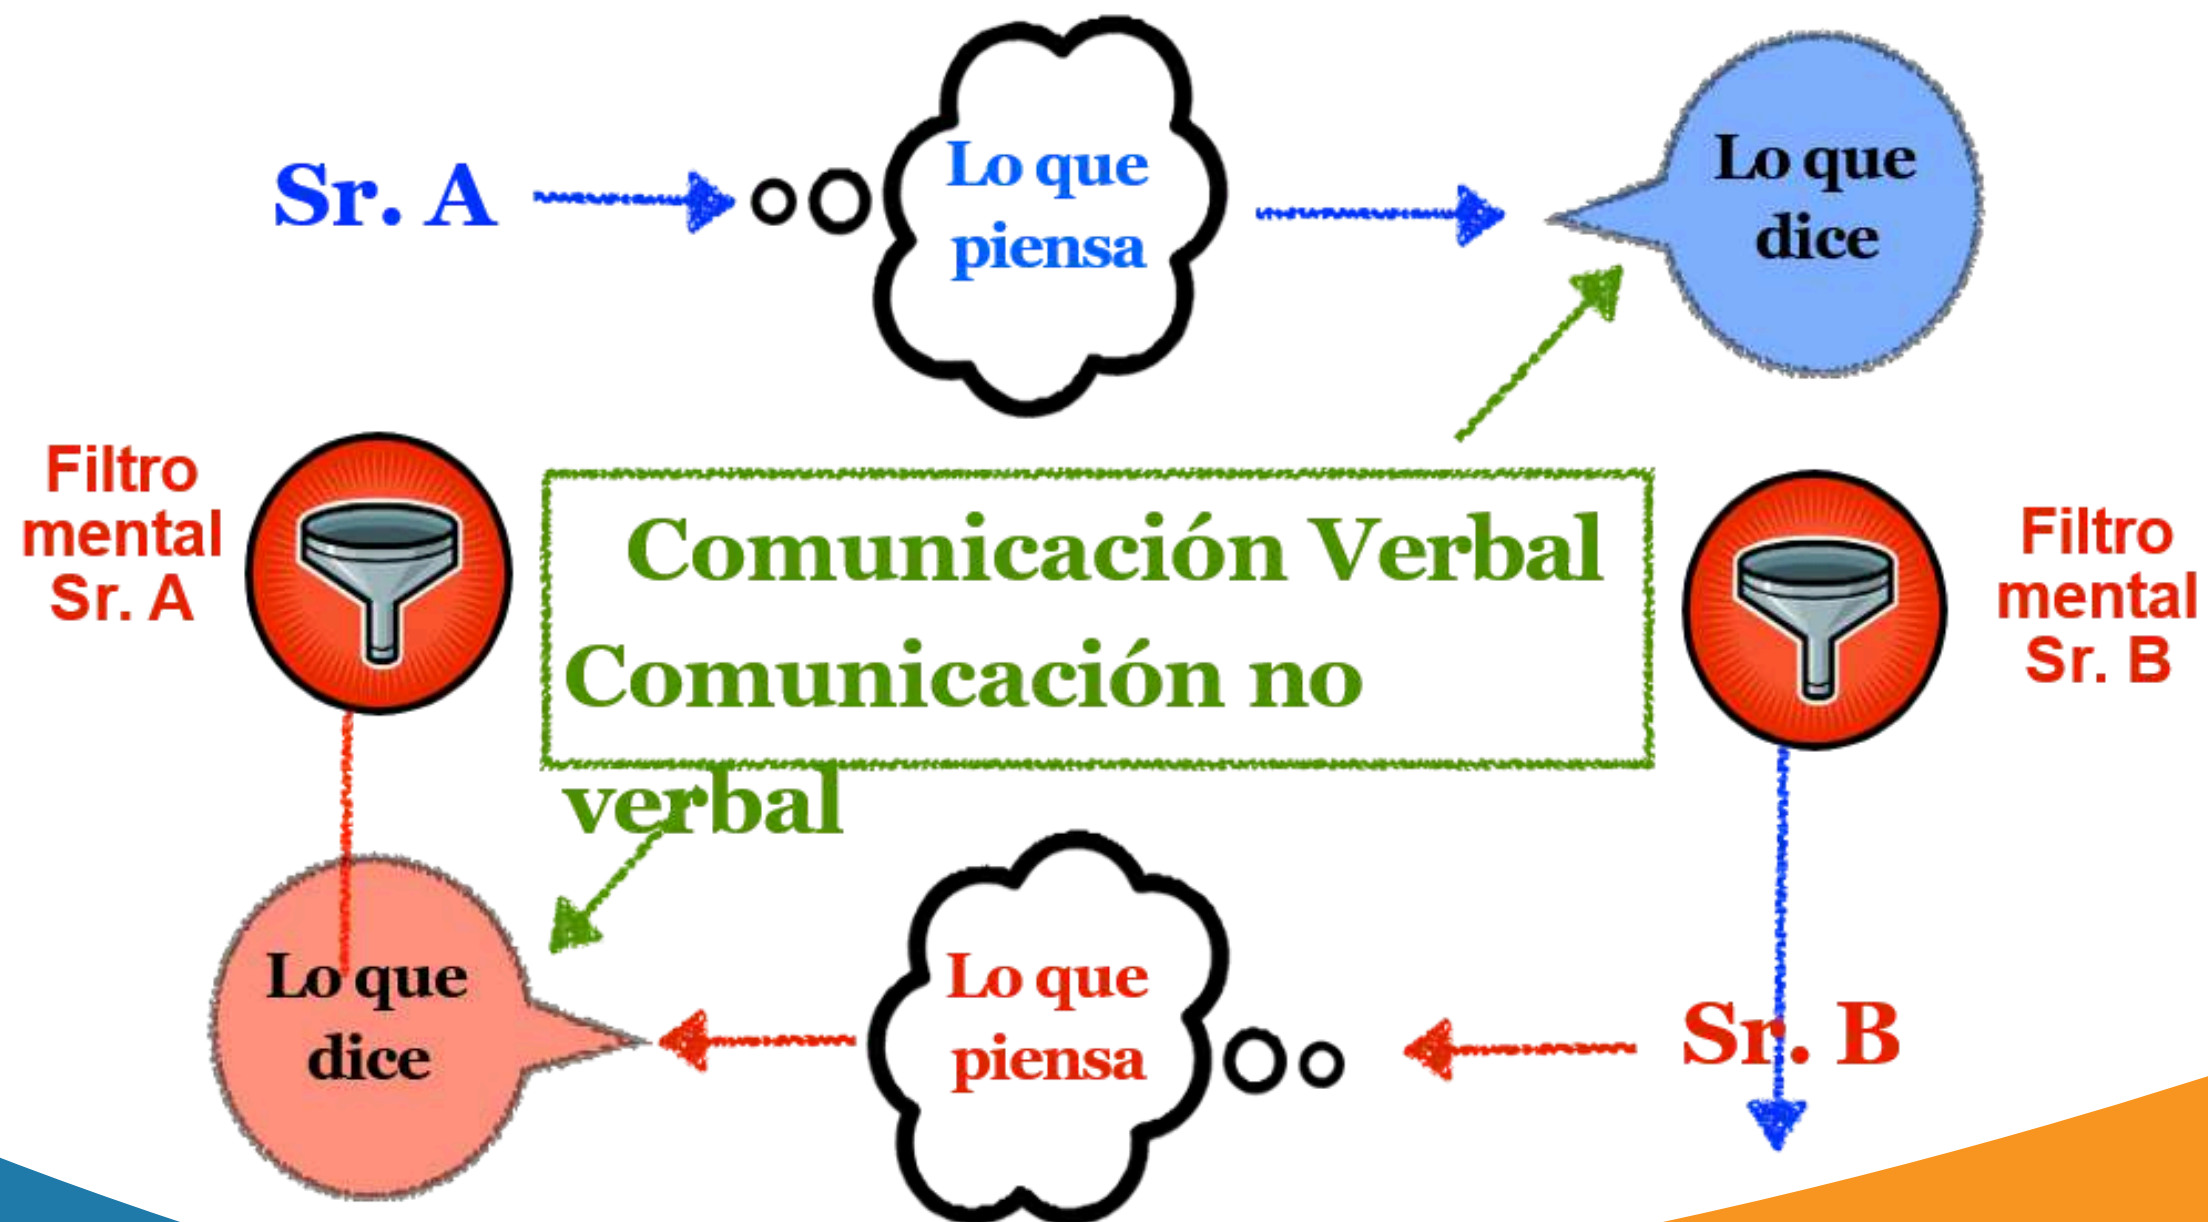 Sr. A
Lo que
piensa
Lo que
dice
Filtro
mental
Sr. A
Comunicación Verbal
Comunicación no
verbal
Filtro
mental
Sr. B
Lo que
dice
Lo que
piensa
Sr. B